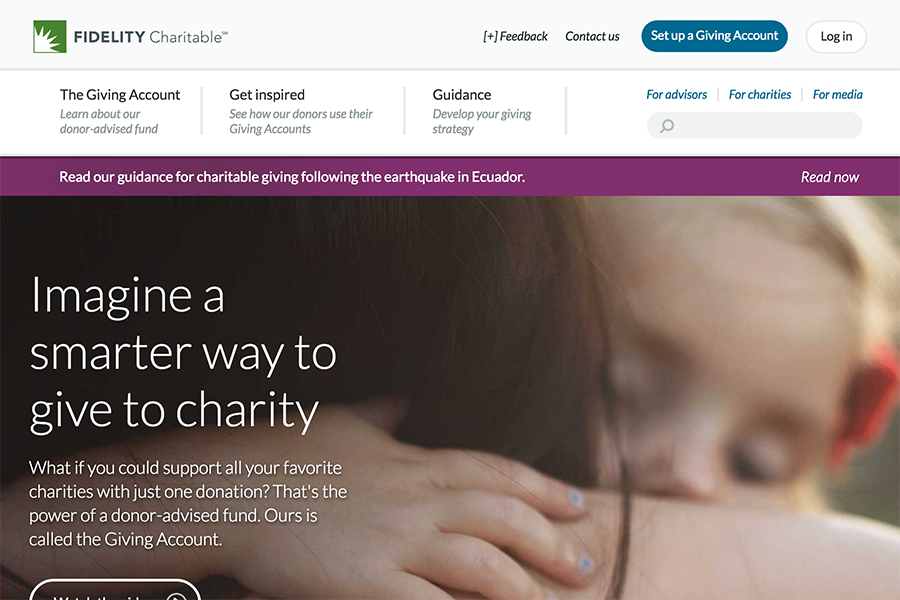 FIDELITY Charitable℠
[+] Feedback
Contact us
Set up a Giving Account
Log in
The Giving Account
Learn about our
donor-advised fund
Get inspired
See how our donors use their
Giving Accounts
Guidance
Develop your giving
strategy
For advisors
For charities
For media
Read our guidance for charitable giving following the earthquake in Ecuador.
Read now
Imagine a
smarter way to
give to charity
What if you could support all your favorite
charities with just one donation? That's the
power of a donor-advised fund. Ours is
called the Giving Account.